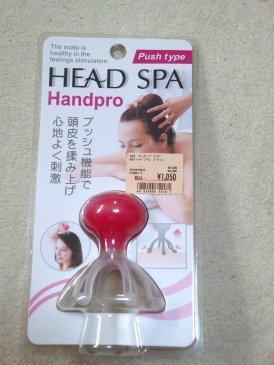 The scalp is
healthy in the
feelings stimulation.
Push type
HEAD SPA
Handpro
プッシュ機能で
頭皮を揉み上げ
心地よく刺激
¥1,050